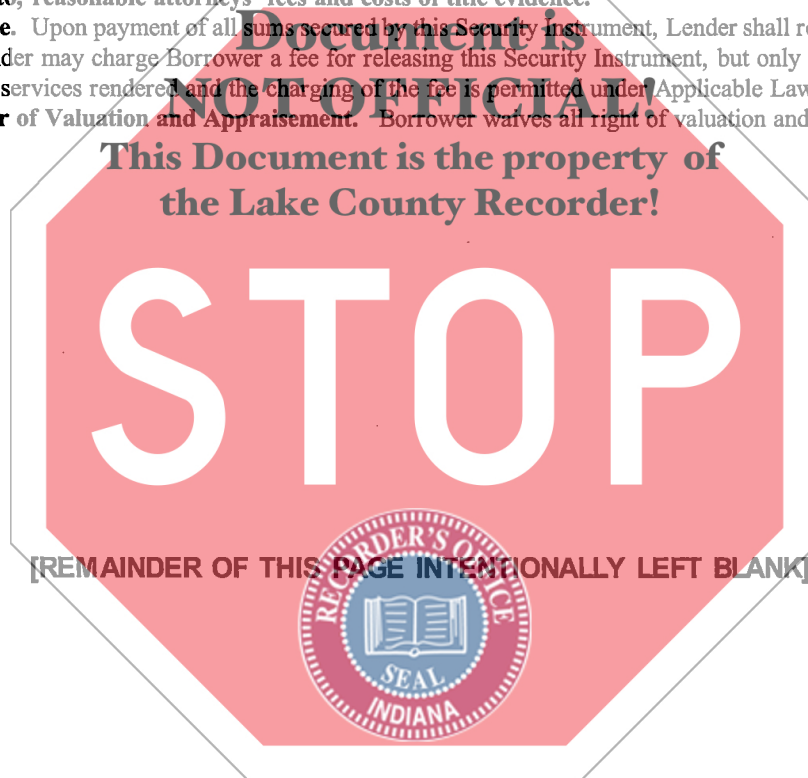 to, reasonable attorneys' fees and costs of title evidence.
Document is
e. Upon payment of all sums secured by this Security Instrument, Lender shall re
der may charge Borrower a fee for releasing this Security Instrument, but only
services rendered and the charging of the fee is permitted under Applicable Law
NOT OFFICIAL!
r of Valuation and Appraisement. Borrower waives all right of valuation and
This Document is the property of
the Lake County Recorder!
STOP
[REMAINDER OF THIS PAGE INTENTIONALLY LEFT BLANK]
RECORDER'S OFFICE
SEAL
INDIANA